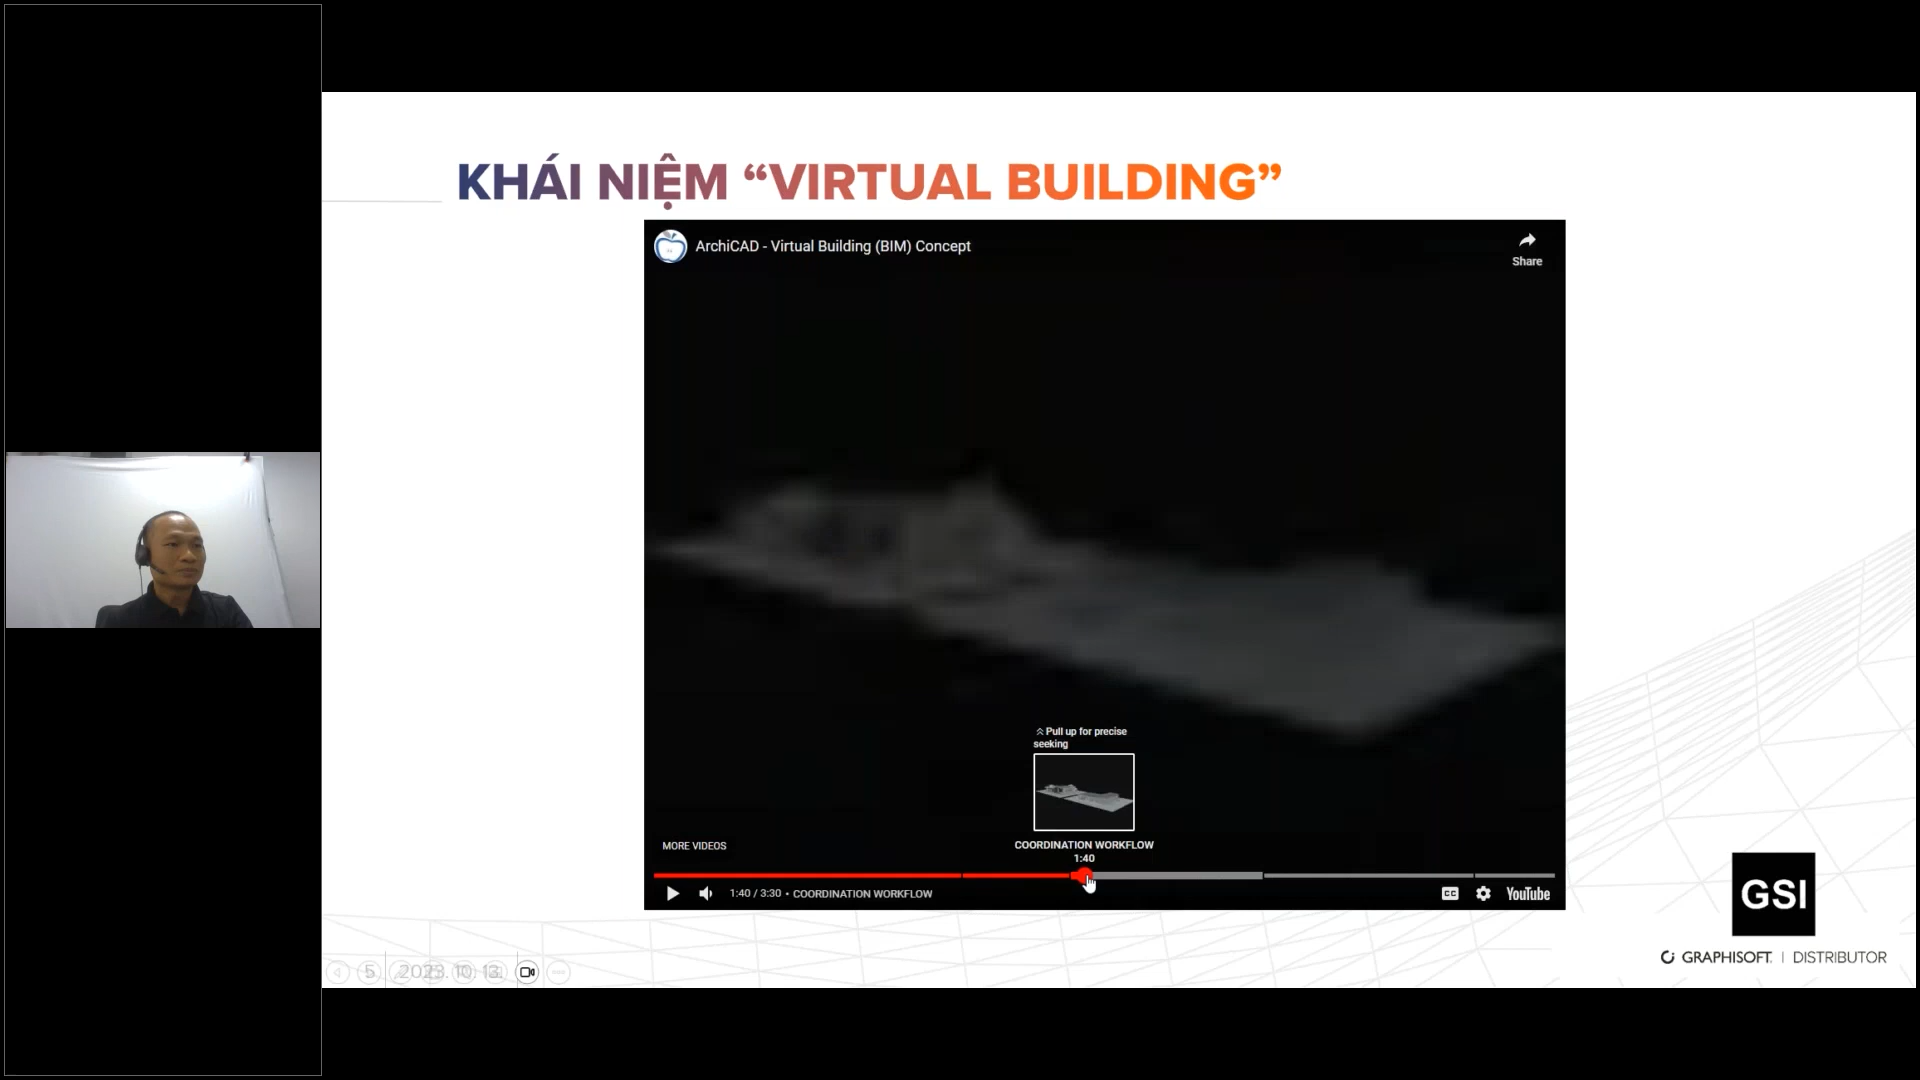 KHÁI NIỆM “VIRTUAL BUILDING”
ArchiCAD - Virtual Building (BIM) Concept
Share
Pull up for precise
seeking
MORE VIDEOS
COORDINATION WORKFLOW
1:40
1:40 / 3:30 • COORDINATION WORKFLOW
CC
YouTube
GSI
GRAPHISOFT. | DISTRIBUTOR
5 2023. 10. 13.